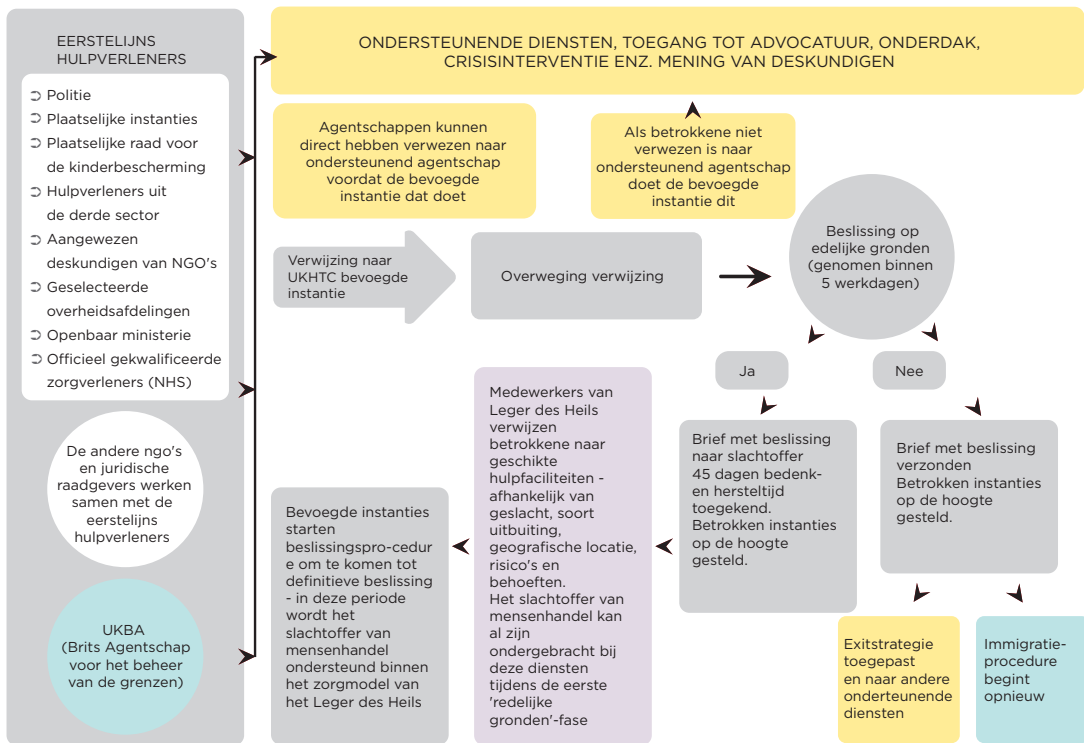 EERSTELIJNS
HULPVERLENERS
Politie
Plaatselijke instanties
Plaatselijke raad voor
de kinderbescherming
Hulpverleners uit
de derde sector
Aangewezen
deskundigen van NGO's
Geselecteerde
overheidsafdelingen
Openbaar ministerie
Officieel gekwalificeerde
zorgverleners (NHS)
De andere ngo's
en juridische
raadgevers werken
samen met de
eerstelijns
hulpverleners
UKBA
(Brits Agentschap
voor het beheer
van de grenzen)
ONDERSTEUNENDE DIENSTEN, TOEGANG TOT ADVOCATUUR, ONDERDAK,
CRISISINTERVENTIE ENZ. MENING VAN DESKUNDIGEN
Agentschappen kunnen
direct hebben verwezen naar
ondersteunend agentschap
voordat de bevoegde
instantie dat doet
Als betrokkene niet
verwezen is naar
ondersteunend agentschap
doet de bevoegde
instantie dit
Verwijzing naar
UKHTC bevoegde
instantie
Overweging verwijzing
Beslissing op
edelijke gronden
(genomen binnen
5 werkdagen)
Ja
Nee
Brief met beslissing
naar slachtoffer
45 dagen bedenk-
en hersteltijd
toegekend.
Betrokken instanties
op de hoogte
gesteld.
Brief met beslissing
verzonden
Betrokken instanties
op de hoogte
gesteld.
Medewerkers van
Leger des Heils
verwijzen
betrokkene naar
geschikte
hulpfaciliteiten -
afhankelijk van
geslacht, soort
uitbuiting,
geografische locatie,
risico's en
behoeften.
Het slachtoffer van
mensenhandel kan
al zijn
ondergebracht bij
deze diensten
tijdens de eerste
'redelijke
gronden'-fase
Bevoegde instanties
starten
beslissingspro-cedur
e om te komen tot
definitieve beslissing
- in deze periode
wordt het
slachtoffer van
mensenhandel
ondersteund binnen
het zorgmodel van
het Leger des Heils
Exitstrategie
toegepast
en naar andere
onderteunende
diensten
Immigratie-
procedure
begint
opnieuw